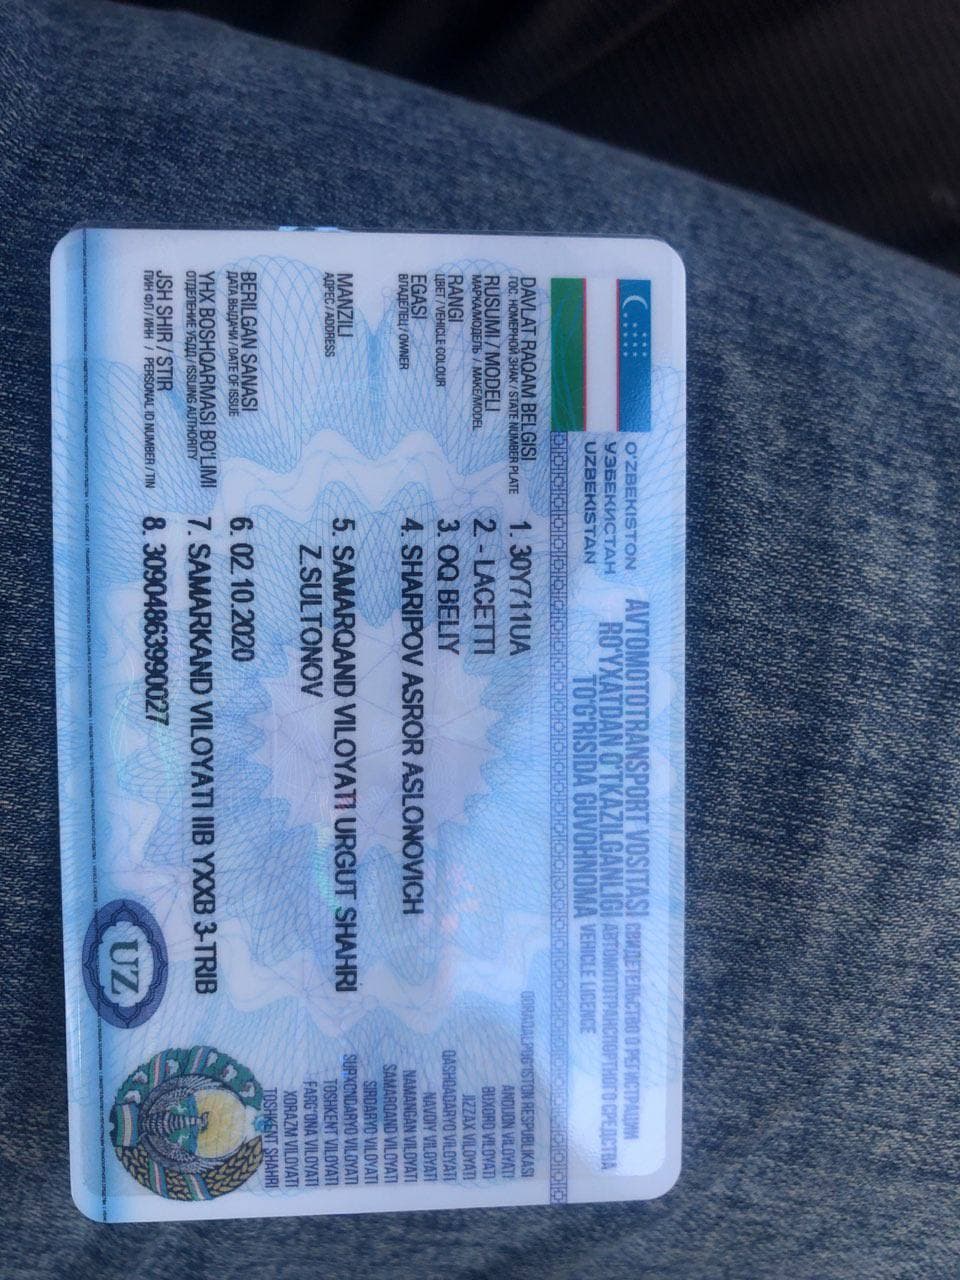 O'ZBEKISTON
УЗБЕКИСТАН
UZBEKISTAN
AVTOMOTOTRANSPORT VOSITASI
RO'YXATDAN O'TKAZILGANLIGI
TO'G'RISIDA GUVOHNOMA
СВИДЕТЕЛЬСТВО О РЕГИСТРАЦИИ
АВТОМОТОТРАНСПОРТНОГО СРЕДСТВА
VEHICLE LICENCE
DAVLAT RAQAM BELGISI 1. 30Y711UA
ГОС. НОМЕРНОЙ ЗНАК / STATE NUMBER PLATE
RUSUMI / MODELI 2. - LACETTI
МАРКА/МОДЕЛЬ / MAKE/MODEL
RANGI 3. OQ BELIY
ЦВЕТ / VEHICLE COLOUR
EGASI 4. SHARIPOV ASROR ASLONOVICH
ВЛАДЕЛЕЦ / OWNER
MANZILI 5. SAMARQAND VILOYATI URGUT SHAHRI
АДРЕС / ADDRESS Z.SULTONOV
BERILGAN SANASI 6. 02.10.2020
ДАТА ВЫДАЧИ / DATE OF ISSUE
YHX BOSHQARMASI BO'LIMI 7. SAMARKAND VILOYATI IIB YXXB 3-TRIB
ОТДЕЛЕНИЕ УБДД / ISSUING AUTHORITY
JSH SHIR / STIR 8. 30904863990027
ПИН ФЛ / ИНН / PERSONAL ID NUMBER / TIN
QORAQALPOG'ISTON RESPUBLIKASI
ANDIJON VILOYATI
BUXORO VILOYATI
JIZZAX VILOYATI
QASHQADARYO VILOYATI
NAVOIY VILOYATI
NAMANGAN VILOYATI
SAMARQAND VILOYATI
SIRDARYO VILOYATI
SURXONDARYO VILOYATI
TOSHKENT VILOYATI
FARG'ONA VILOYATI
XORAZM VILOYATI
TOSHKENT SHAHRI
UZ